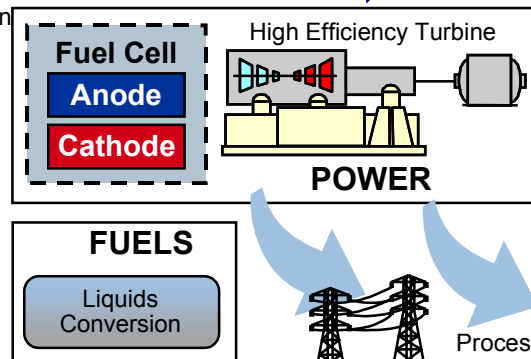 n
Fuel Cell
Anode
Cathode
High Efficiency Turbine
POWER
FUELS
Liquids
Conversion
Proces